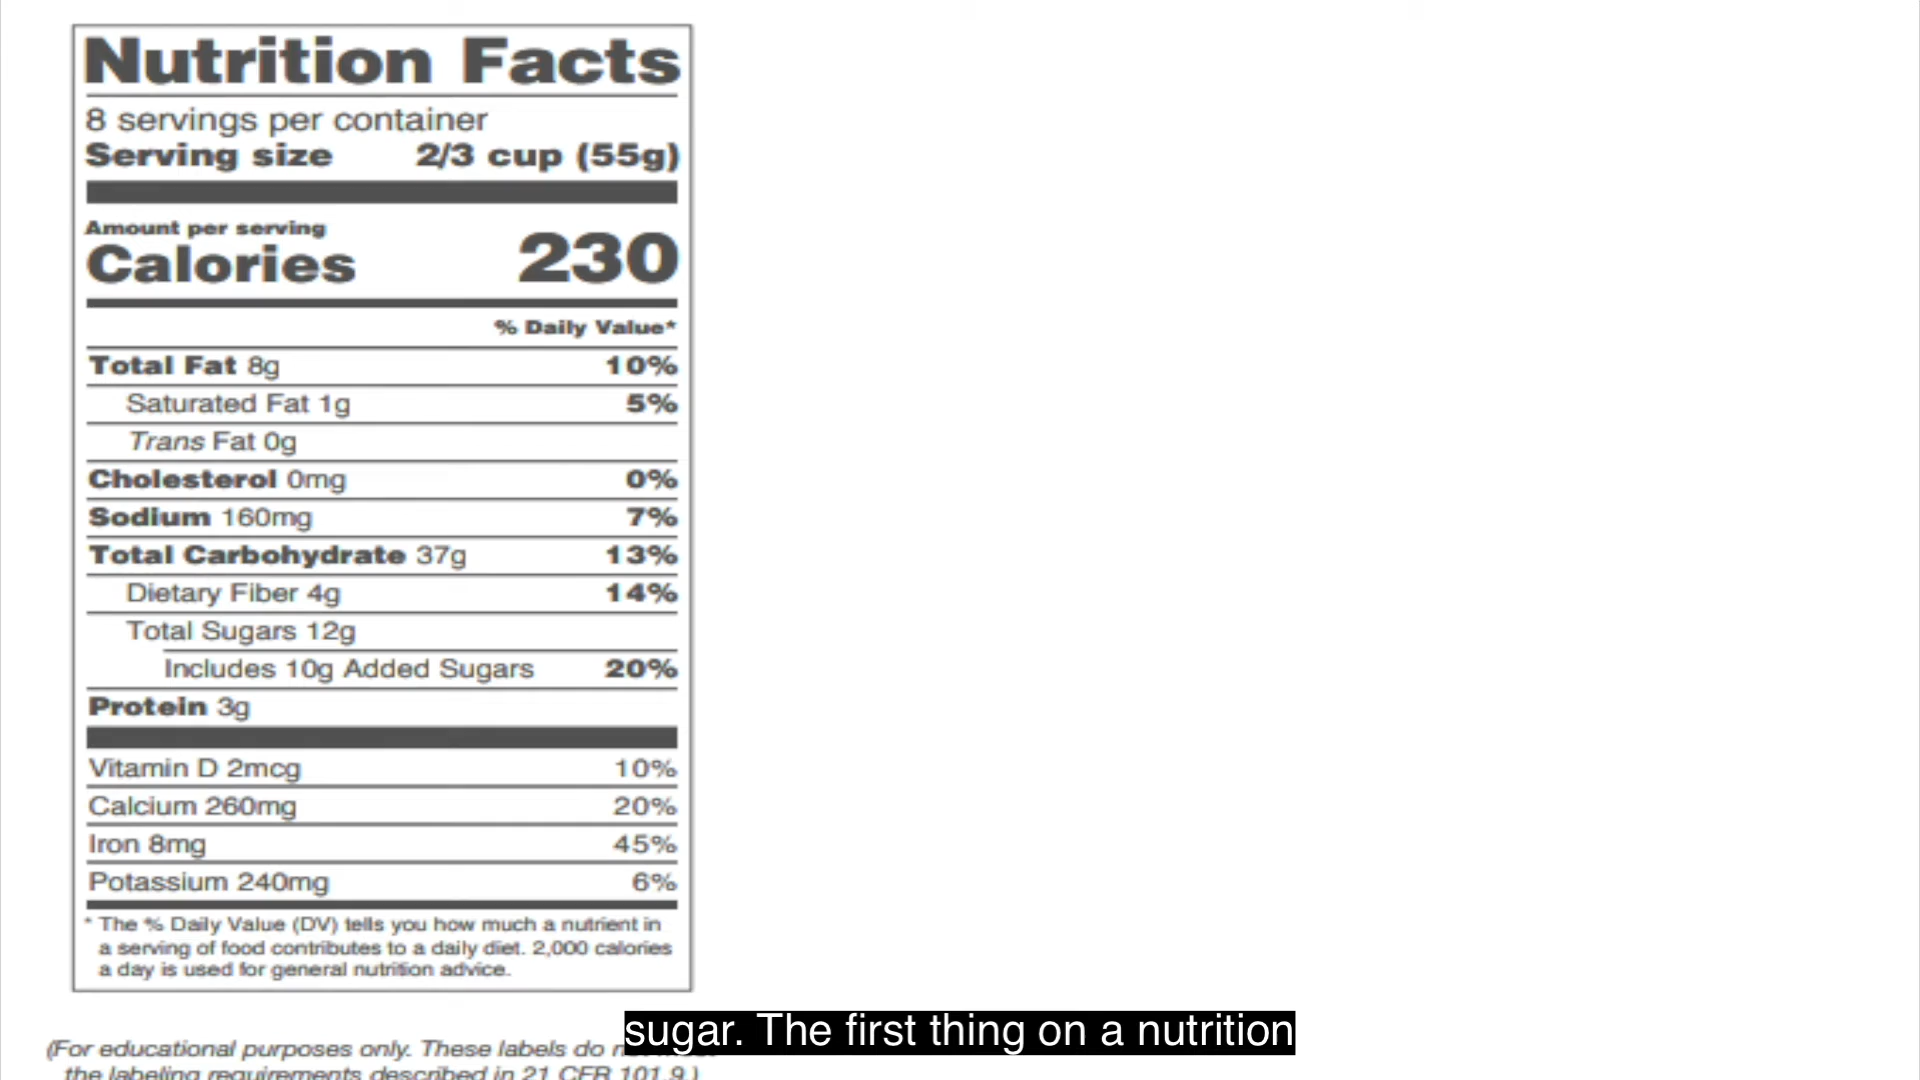 Nutrition Facts
8 servings per container
Serving size 2/3 cup (55g)
Amount per serving
Calories 230
% Daily Value*
Total Fat 8g 10%
Saturated Fat 1g 5%
Trans Fat 0g
Cholesterol 0mg 0%
Sodium 160mg 7%
Total Carbohydrate 37g 13%
Dietary Fiber 4g 14%
Total Sugars 12g
Includes 10g Added Sugars 20%
Protein 3g
Vitamin D 2mcg 10%
Calcium 260mg 20%
Iron 8mg 45%
Potassium 240mg 6%
* The % Daily Value (DV) tells you how much a nutrient in
a serving of food contributes to a daily diet. 2,000 calories
a day is used for general nutrition advice.
(For educational purposes only. These labels do
the labeling requirements described in 21 CFR 101.9.)
sugar. The first thing on a nutrition